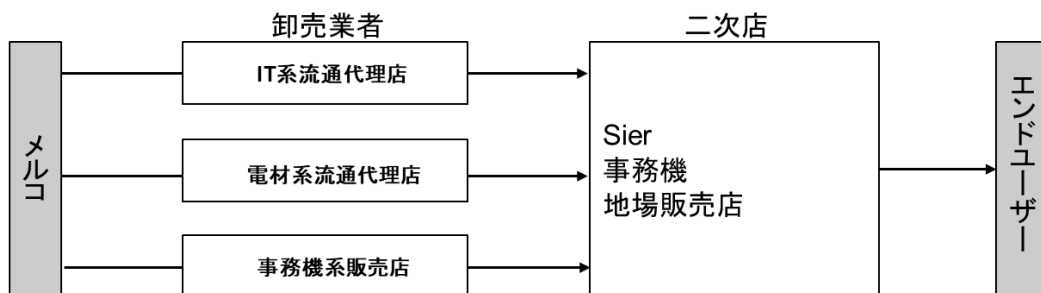 卸売業者
二次店
メルコ
IT系流通代理店
電材系流通代理店
事務機系販売店
Sier
事務機
地場販売店
エンドユーザー